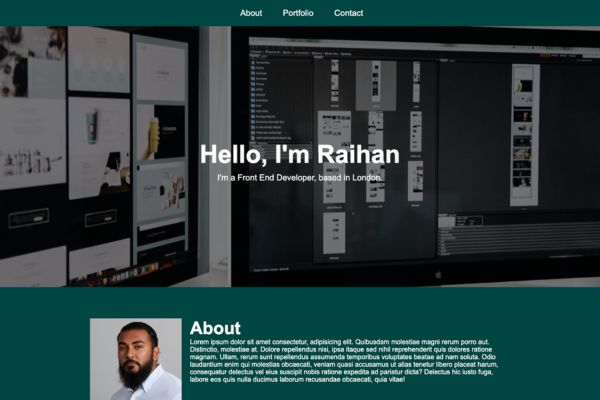 About Portfolio Contact
Hello, I'm Raihan
I'm a Front End Developer, based in London.
About
Lorem ipsum dolor sit amet consectetur, adipisicing elit. Quibusdam molestiae magni rerum porro aut.
Distinctio, molestiae at. Dolore repellendus nisi, ipsa itaque sed nihil reprehenderit quis dolores ratione
magnam. Ullam, rerum sunt repellendus assumenda temporibus voluptates beatae ad nam soluta. Odio
laudantium enim qui molestias obcaecati, veniam quasi accusamus ut alias tenetur libero placeat harum,
consequatur delectus vel eius suscipit nobis ratione expedita ad pariatur dicta? Delectus hic iusto fuga,
labore eos quis nulla ducimus laborum recusandae obcaecati, quia vitae!